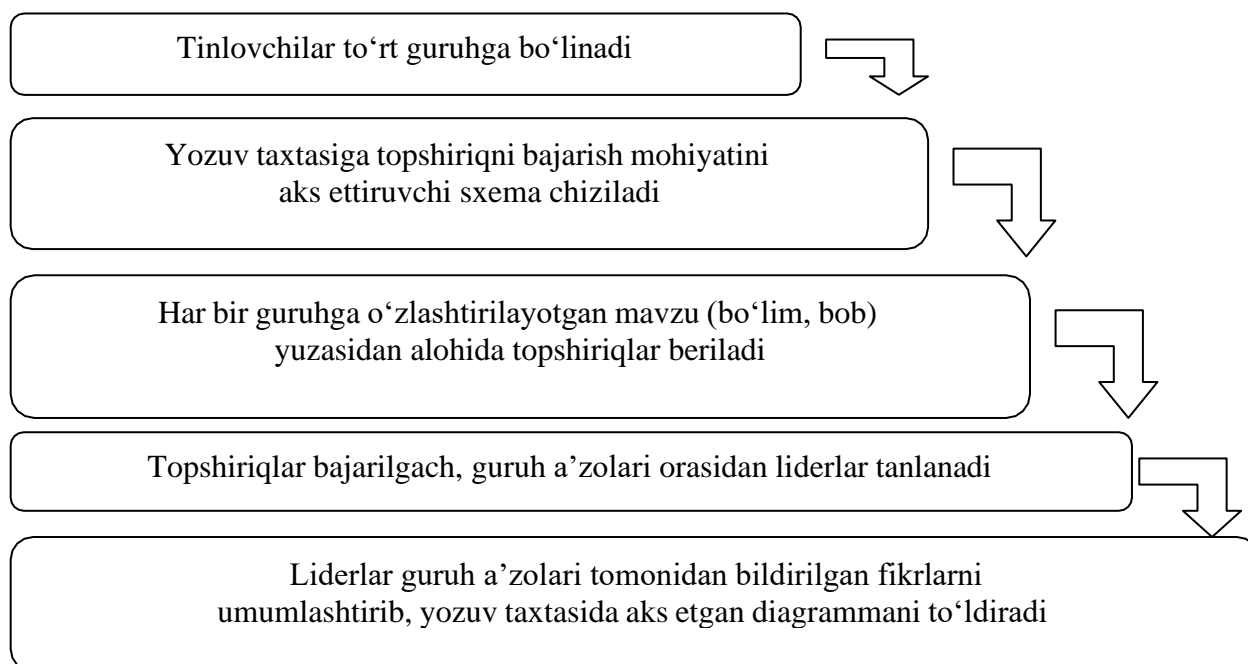 Tinlovchilar to‘rt guruhga bo‘linadi
Yozuv taxtasiga topshiriqni bajarish mohiyatini
aks ettiruvchi sxema chiziladi
Har bir guruhga o‘zlashtirilayotgan mavzu (bo‘lim, bob)
yuzasidan alohida topshiriqlar beriladi
Topshiriqlar bajarilgach, guruh a’zolari orasidan liderlar tanlanadi
Liderlar guruh a’zolari tomonidan bildirilgan fikrlarni
umumlashtirib, yozuv taxtasida aks etgan diagrammani to‘ldiradi